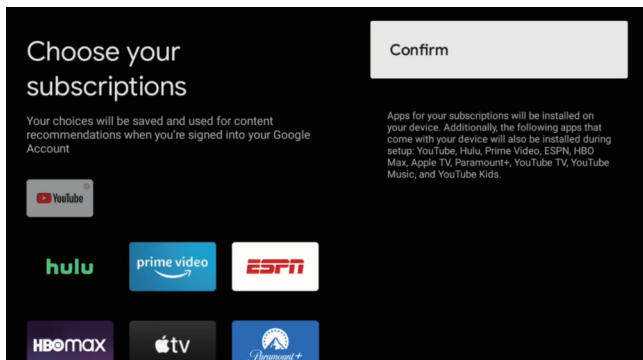 Choose your
subscriptions
Your choices will be saved and used for content
recommendations when you're signed into your Google
Account
YouTube
hulu
prime video
ESPN
HBOmax
tv
Paramount+
Confirm
Apps for your subscriptions will be installed on
your device. Additionally, the following apps that
come with your device will also be installed during
setup: YouTube, Hulu, Prime Video, ESPN, HBO
Max, Apple TV, Paramount+, YouTube TV, YouTube
Music, and YouTube Kids.